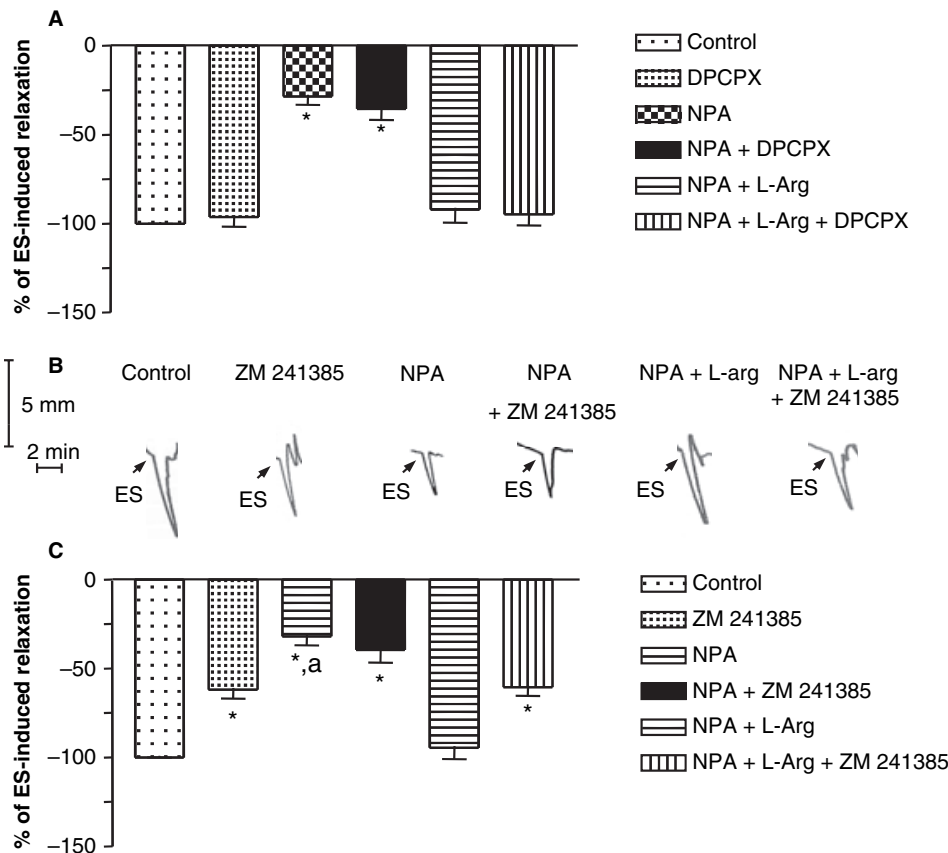 A
% of ES-induced relaxation
0
−50
−100
−150
*
*
Control
DPCPX
NPA
NPA + DPCPX
NPA + L-Arg
NPA + L-Arg + DPCPX
B
5 mm
2 min
Control
ZM 241385
NPA
NPA
+ ZM 241385
NPA + L-arg
NPA + L-arg
+ ZM 241385
ES
ES
ES
ES
ES
ES
C
% of ES-induced relaxation
0
−50
−100
−150
*
*,a
*
*
Control
ZM 241385
NPA
NPA + ZM 241385
NPA + L-Arg
NPA + L-Arg + ZM 241385